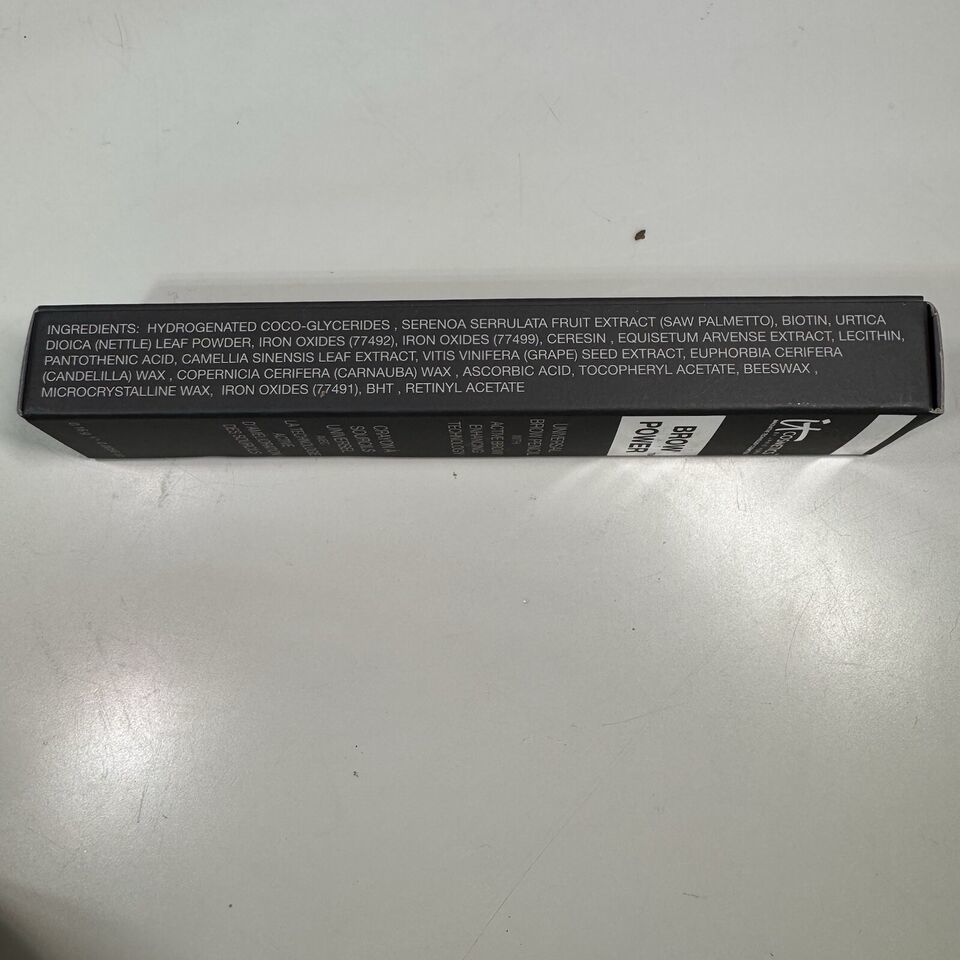 INGREDIENTS: HYDROGENATED COCO-GLYCERIDES , SERENOA SERRULATA FRUIT EXTRACT (SAW PALMETTO), BIOTIN, URTICA
DIOICA (NETTLE) LEAF POWDER, IRON OXIDES (77492), IRON OXIDES (77499), CERESIN , EQUISETUM ARVENSE EXTRACT, LECITHIN,
PANTOTHENIC ACID, CAMELLIA SINENSIS LEAF EXTRACT, VITIS VINIFERA (GRAPE) SEED EXTRACT, EUPHORBIA CERIFERA
(CANDELILLA) WAX , COPERNICIA CERIFERA (CARNAUBA) WAX , ASCORBIC ACID, TOCOPHERYL ACETATE, BEESWAX ,
MICROCRYSTALLINE WAX, IRON OXIDES (77491), BHT , RETINYL ACETATE
iT
COSMETICS
BROW
POWER
UNIVERSAL
BROW PENCIL
WITH
ACTIVE BROW
ENHANCING
TECHNOLOGY
CRAYON À
SOURCILS
UNIVERSEL
AVEC
LA TECHNOLOGIE
ACTIVE
D'AMÉLIORATION
DES SOURCILS